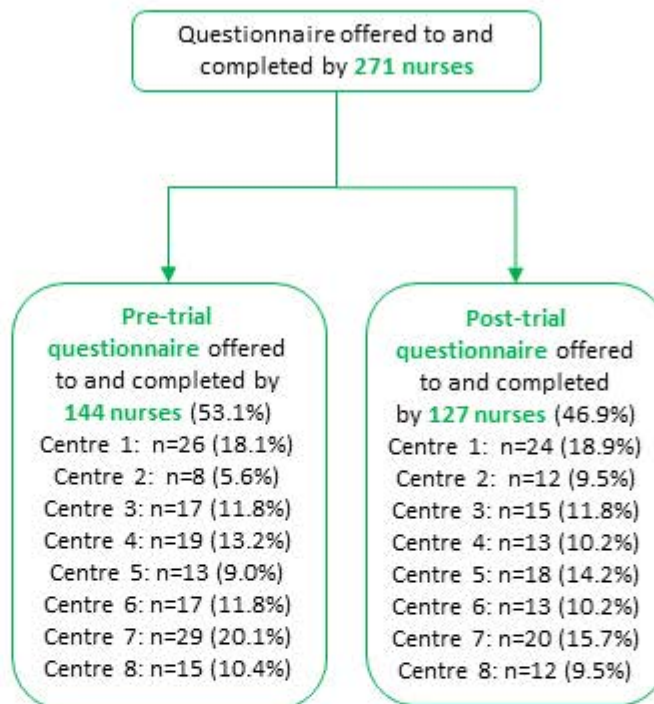 Questionnaire offered to and
completed by 271 nurses
Pre-trial
questionnaire offered
to and completed by
144 nurses (53.1%)
Centre 1: n=26 (18.1%)
Centre 2: n=8 (5.6%)
Centre 3: n=17 (11.8%)
Centre 4: n=19 (13.2%)
Centre 5: n=13 (9.0%)
Centre 6: n=17 (11.8%)
Centre 7: n=29 (20.1%)
Centre 8: n=15 (10.4%)
Post-trial
questionnaire offered
to and completed
by 127 nurses (46.9%)
Centre 1: n=24 (18.9%)
Centre 2: n=12 (9.5%)
Centre 3: n=15 (11.8%)
Centre 4: n=13 (10.2%)
Centre 5: n=18 (14.2%)
Centre 6: n=13 (10.2%)
Centre 7: n=20 (15.7%)
Centre 8: n=12 (9.5%)